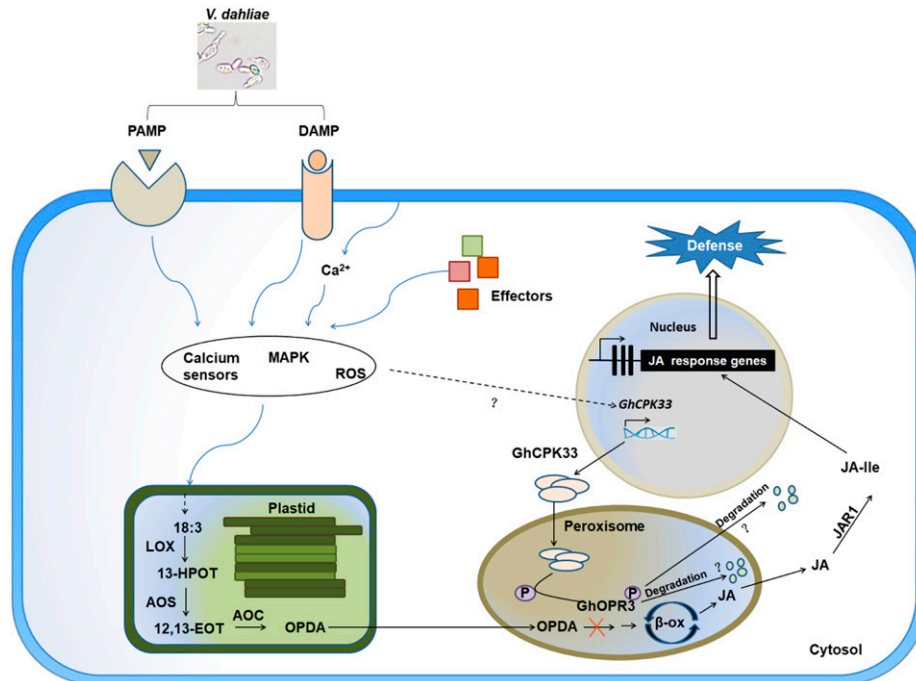 V. dahliae
PAMP
DAMP
Ca²⁺
Effectors
Defense
Nucleus
JA response genes
Calcium
sensors
MAPK
ROS
?
GhCPK33
GhCPK33
JA-Ile
Plastid
18:3
LOX
13-HPOT
AOS
12,13-EOT
AOC
OPDA
Peroxisome
Degradation
?
JAR1
P
P
Degradation
?
GhOPR3
OPDA
β-ox
JA
JA
Cytosol